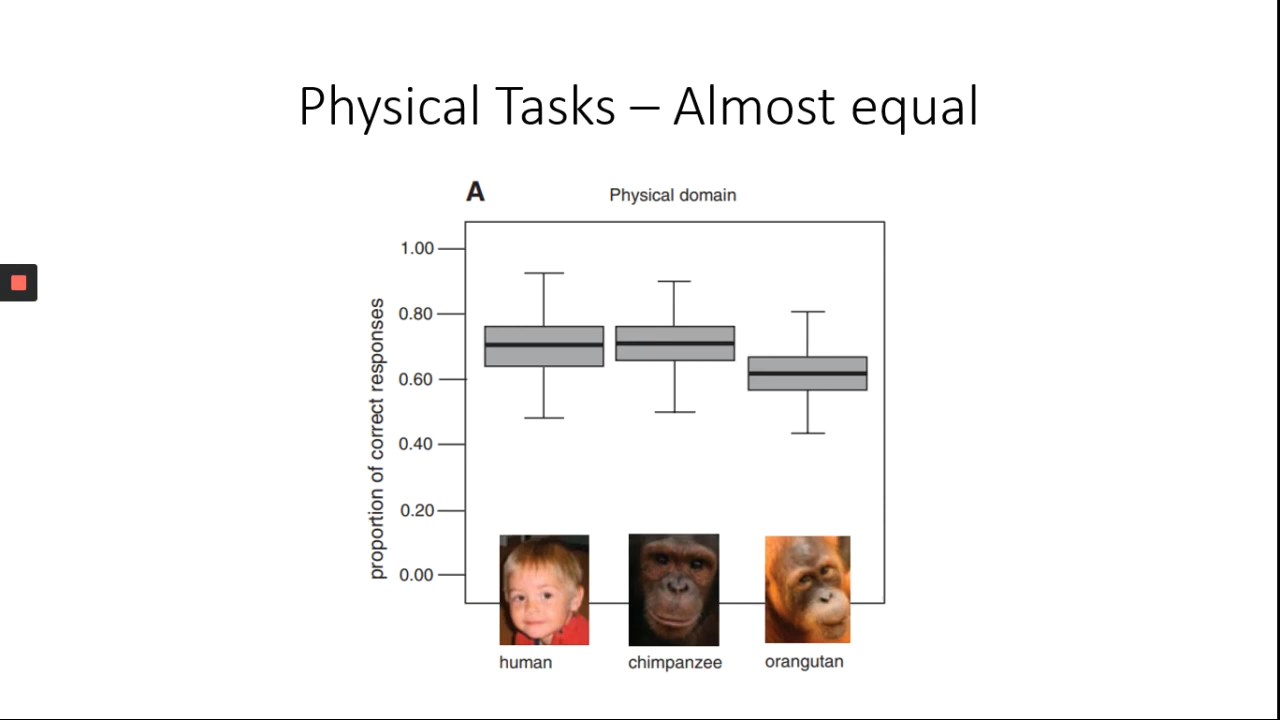 Physical Tasks – Almost equal
A
Physical domain
proportion of correct responses
1.00
0.80
0.60
0.40
0.20
0.00
human
chimpanzee
orangutan